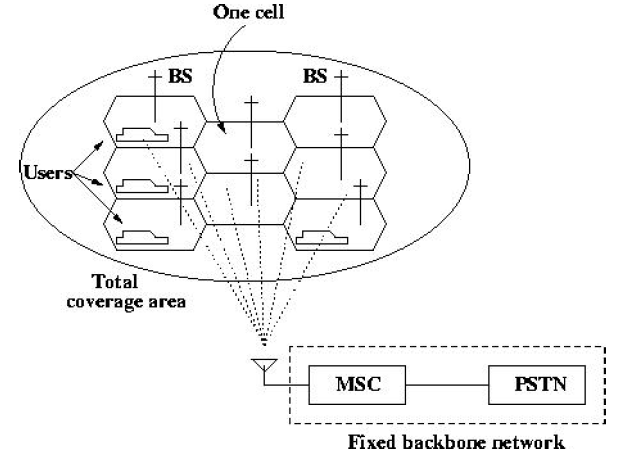 One cell
BS
BS
Users
Total
coverage area
MSC
PSTN
Fixed backbone network